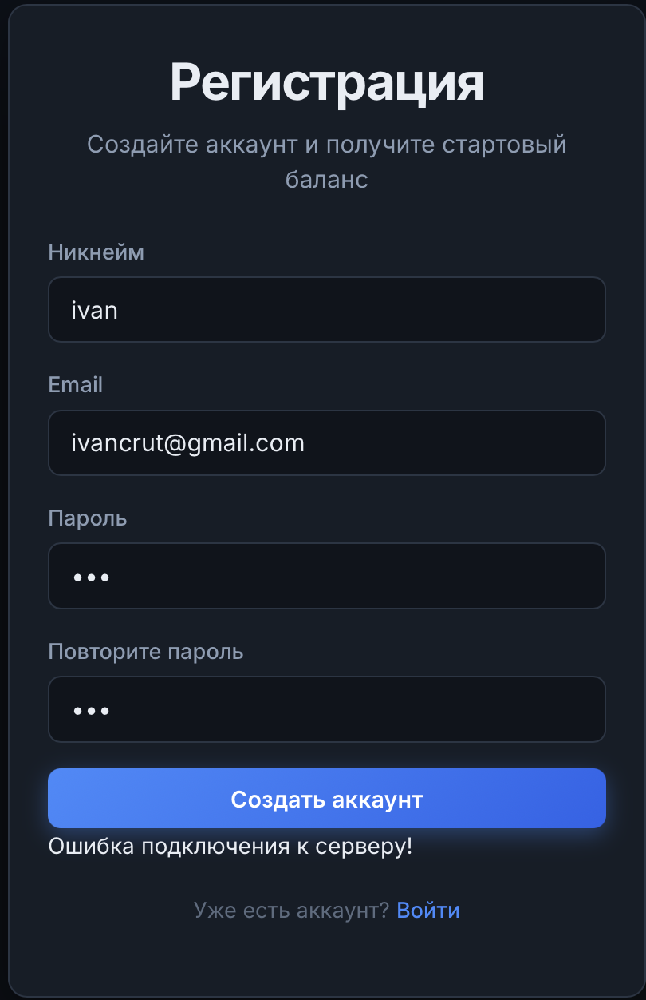 Регистрация
Создайте аккаунт и получите стартовый
баланс
Никнейм
ivan
Email
ivancrut@gmail.com
Пароль
•••
Повторите пароль
•••
Создать аккаунт
Ошибка подключения к серверу!
Уже есть аккаунт? Войти